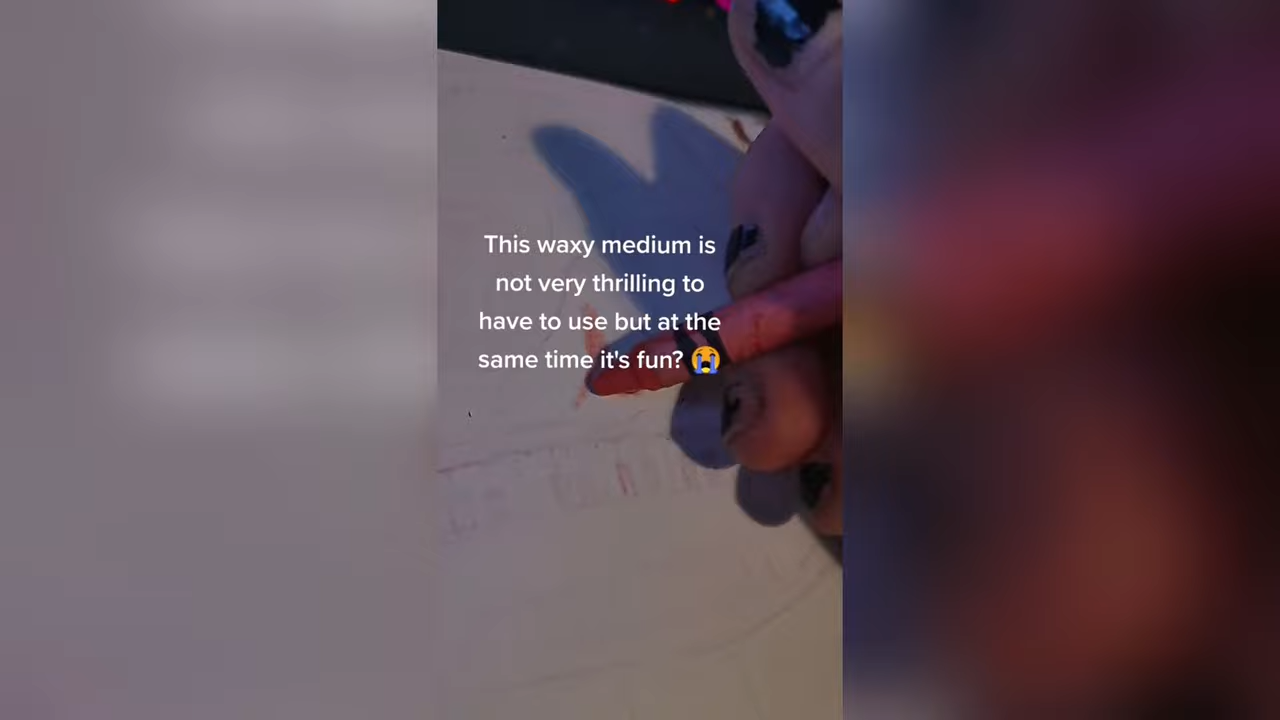 This waxy medium is
not very thrilling to
have to use but at the
same time it's fun? 😭